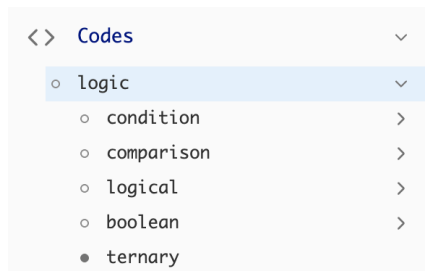 Codes
logic
condition
comparison
logical
boolean
ternary